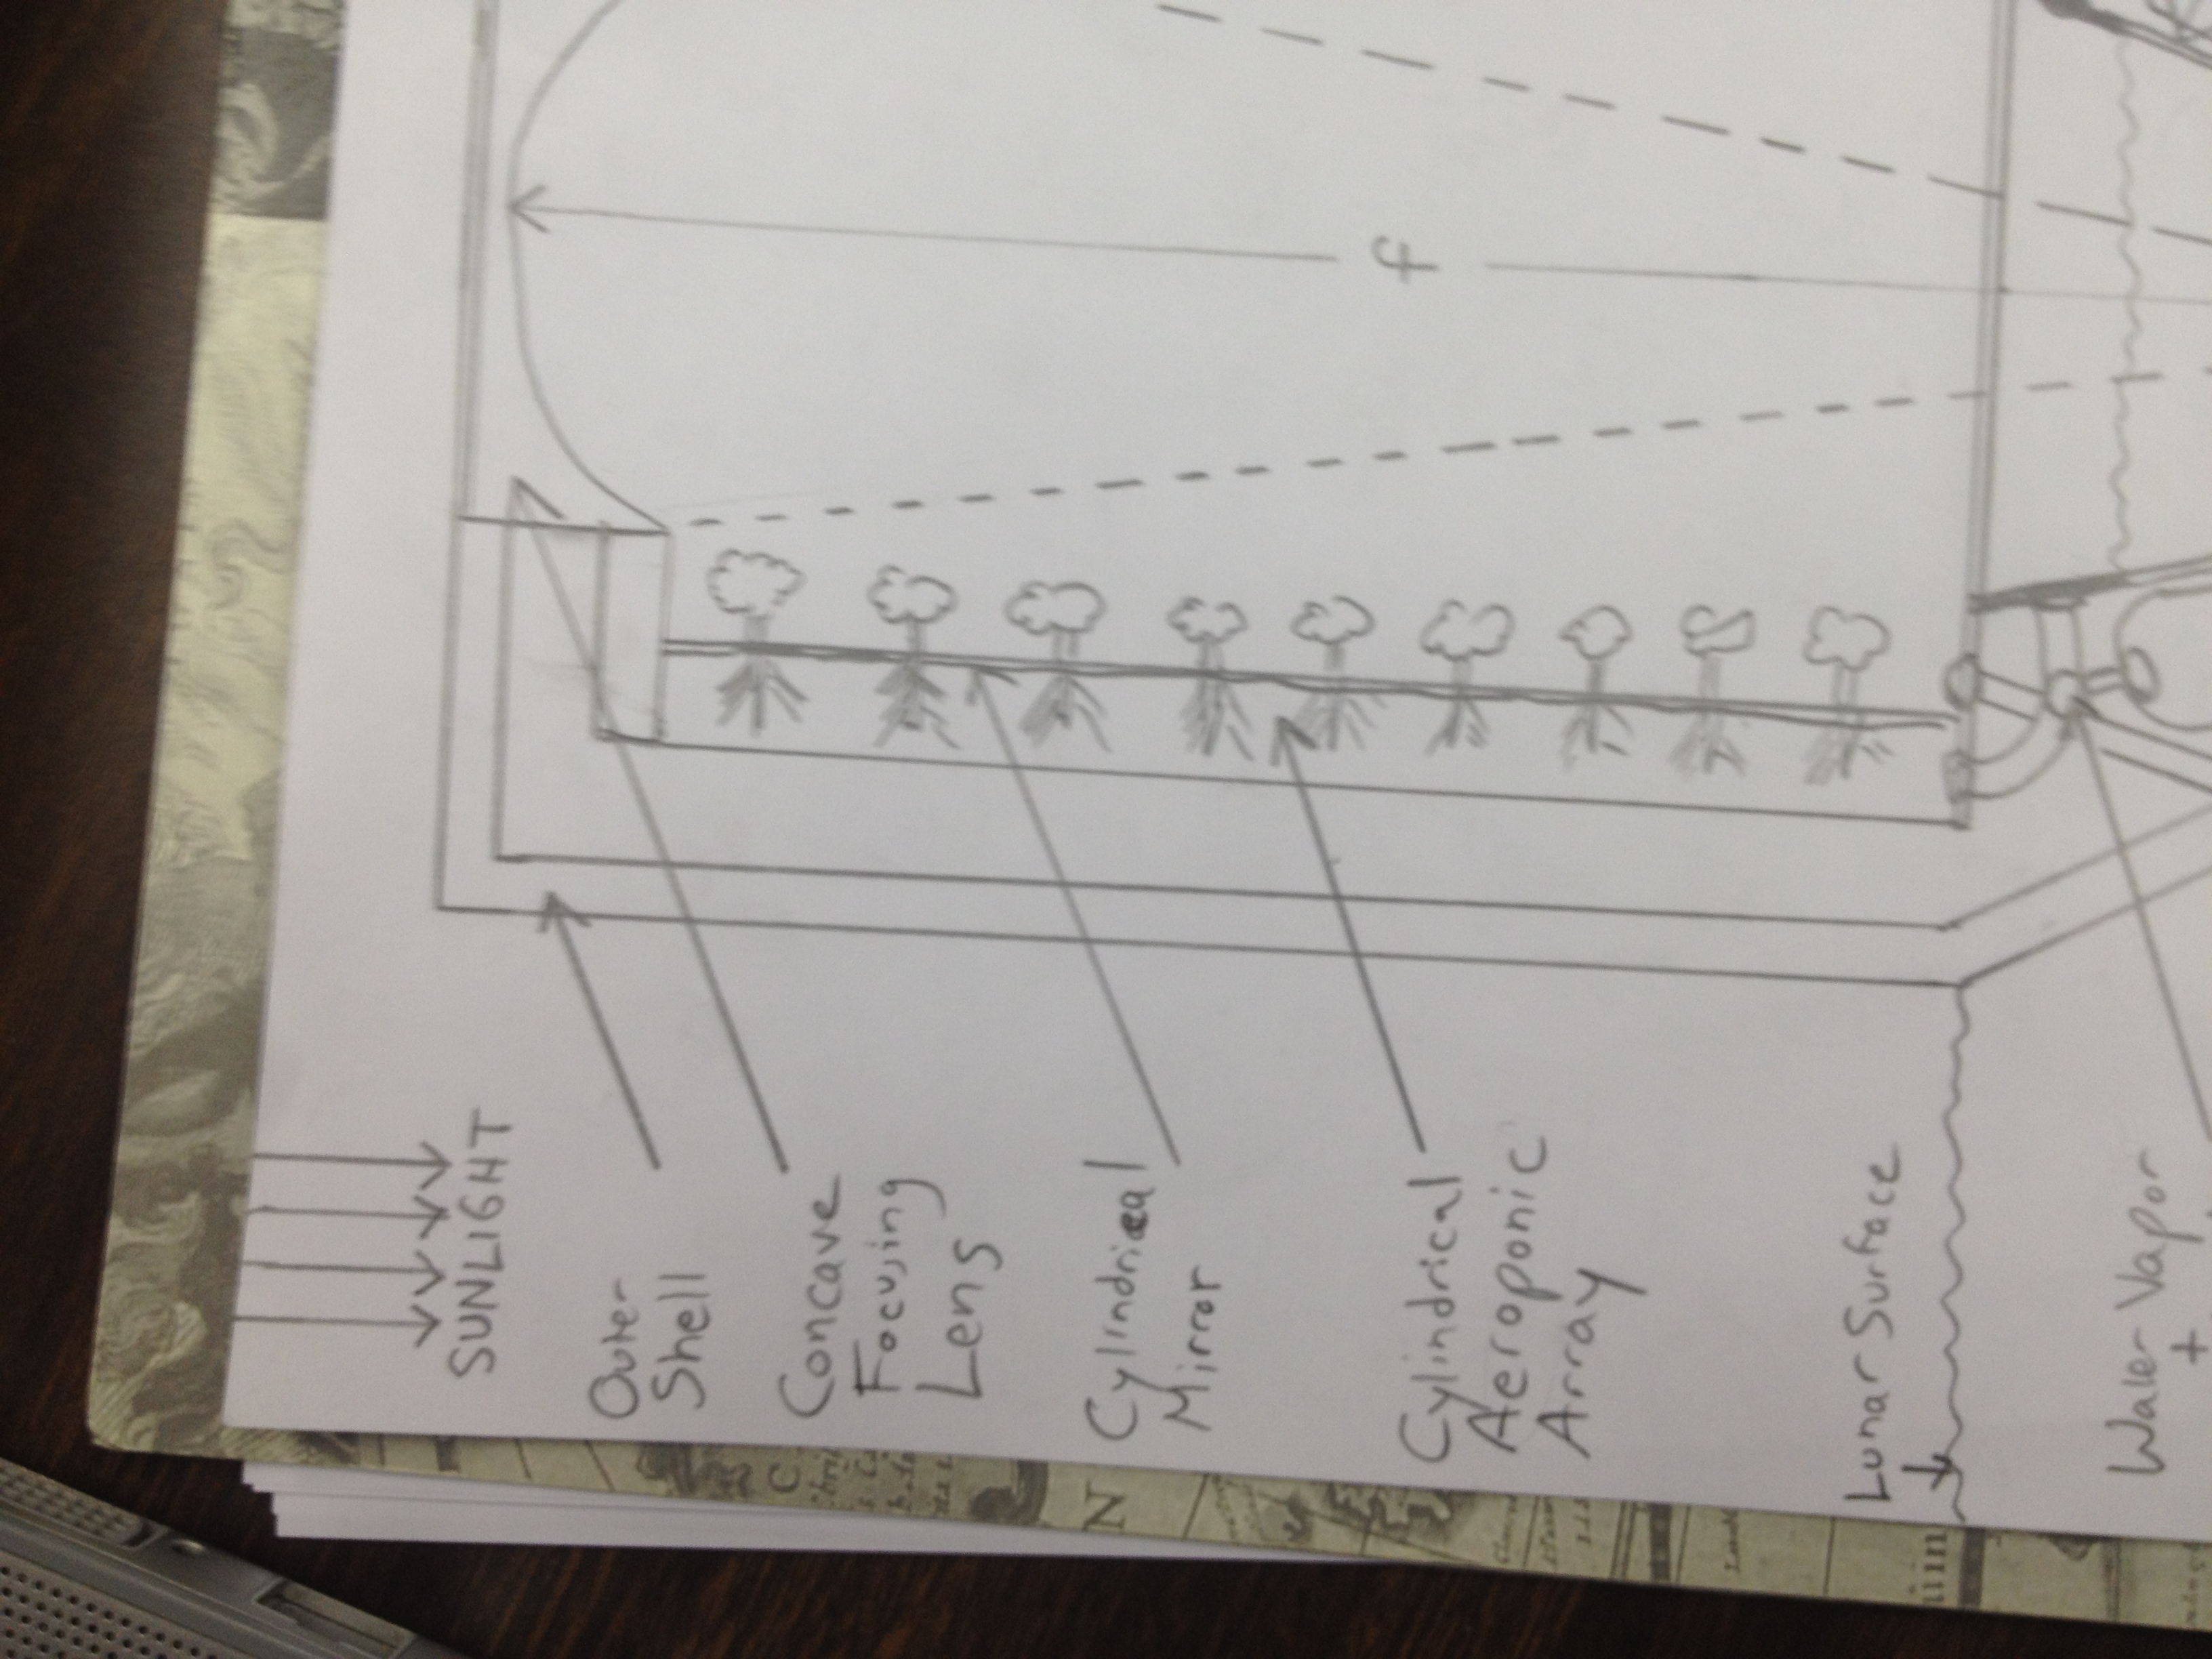 SUNLIGHT
Outer
Shell
Concave
Focusing
Lens
Cylindrical
Mirror
Cylindrical
Aeroponic
Array
Lunar Surface
Water Vapor
+
f
N
C